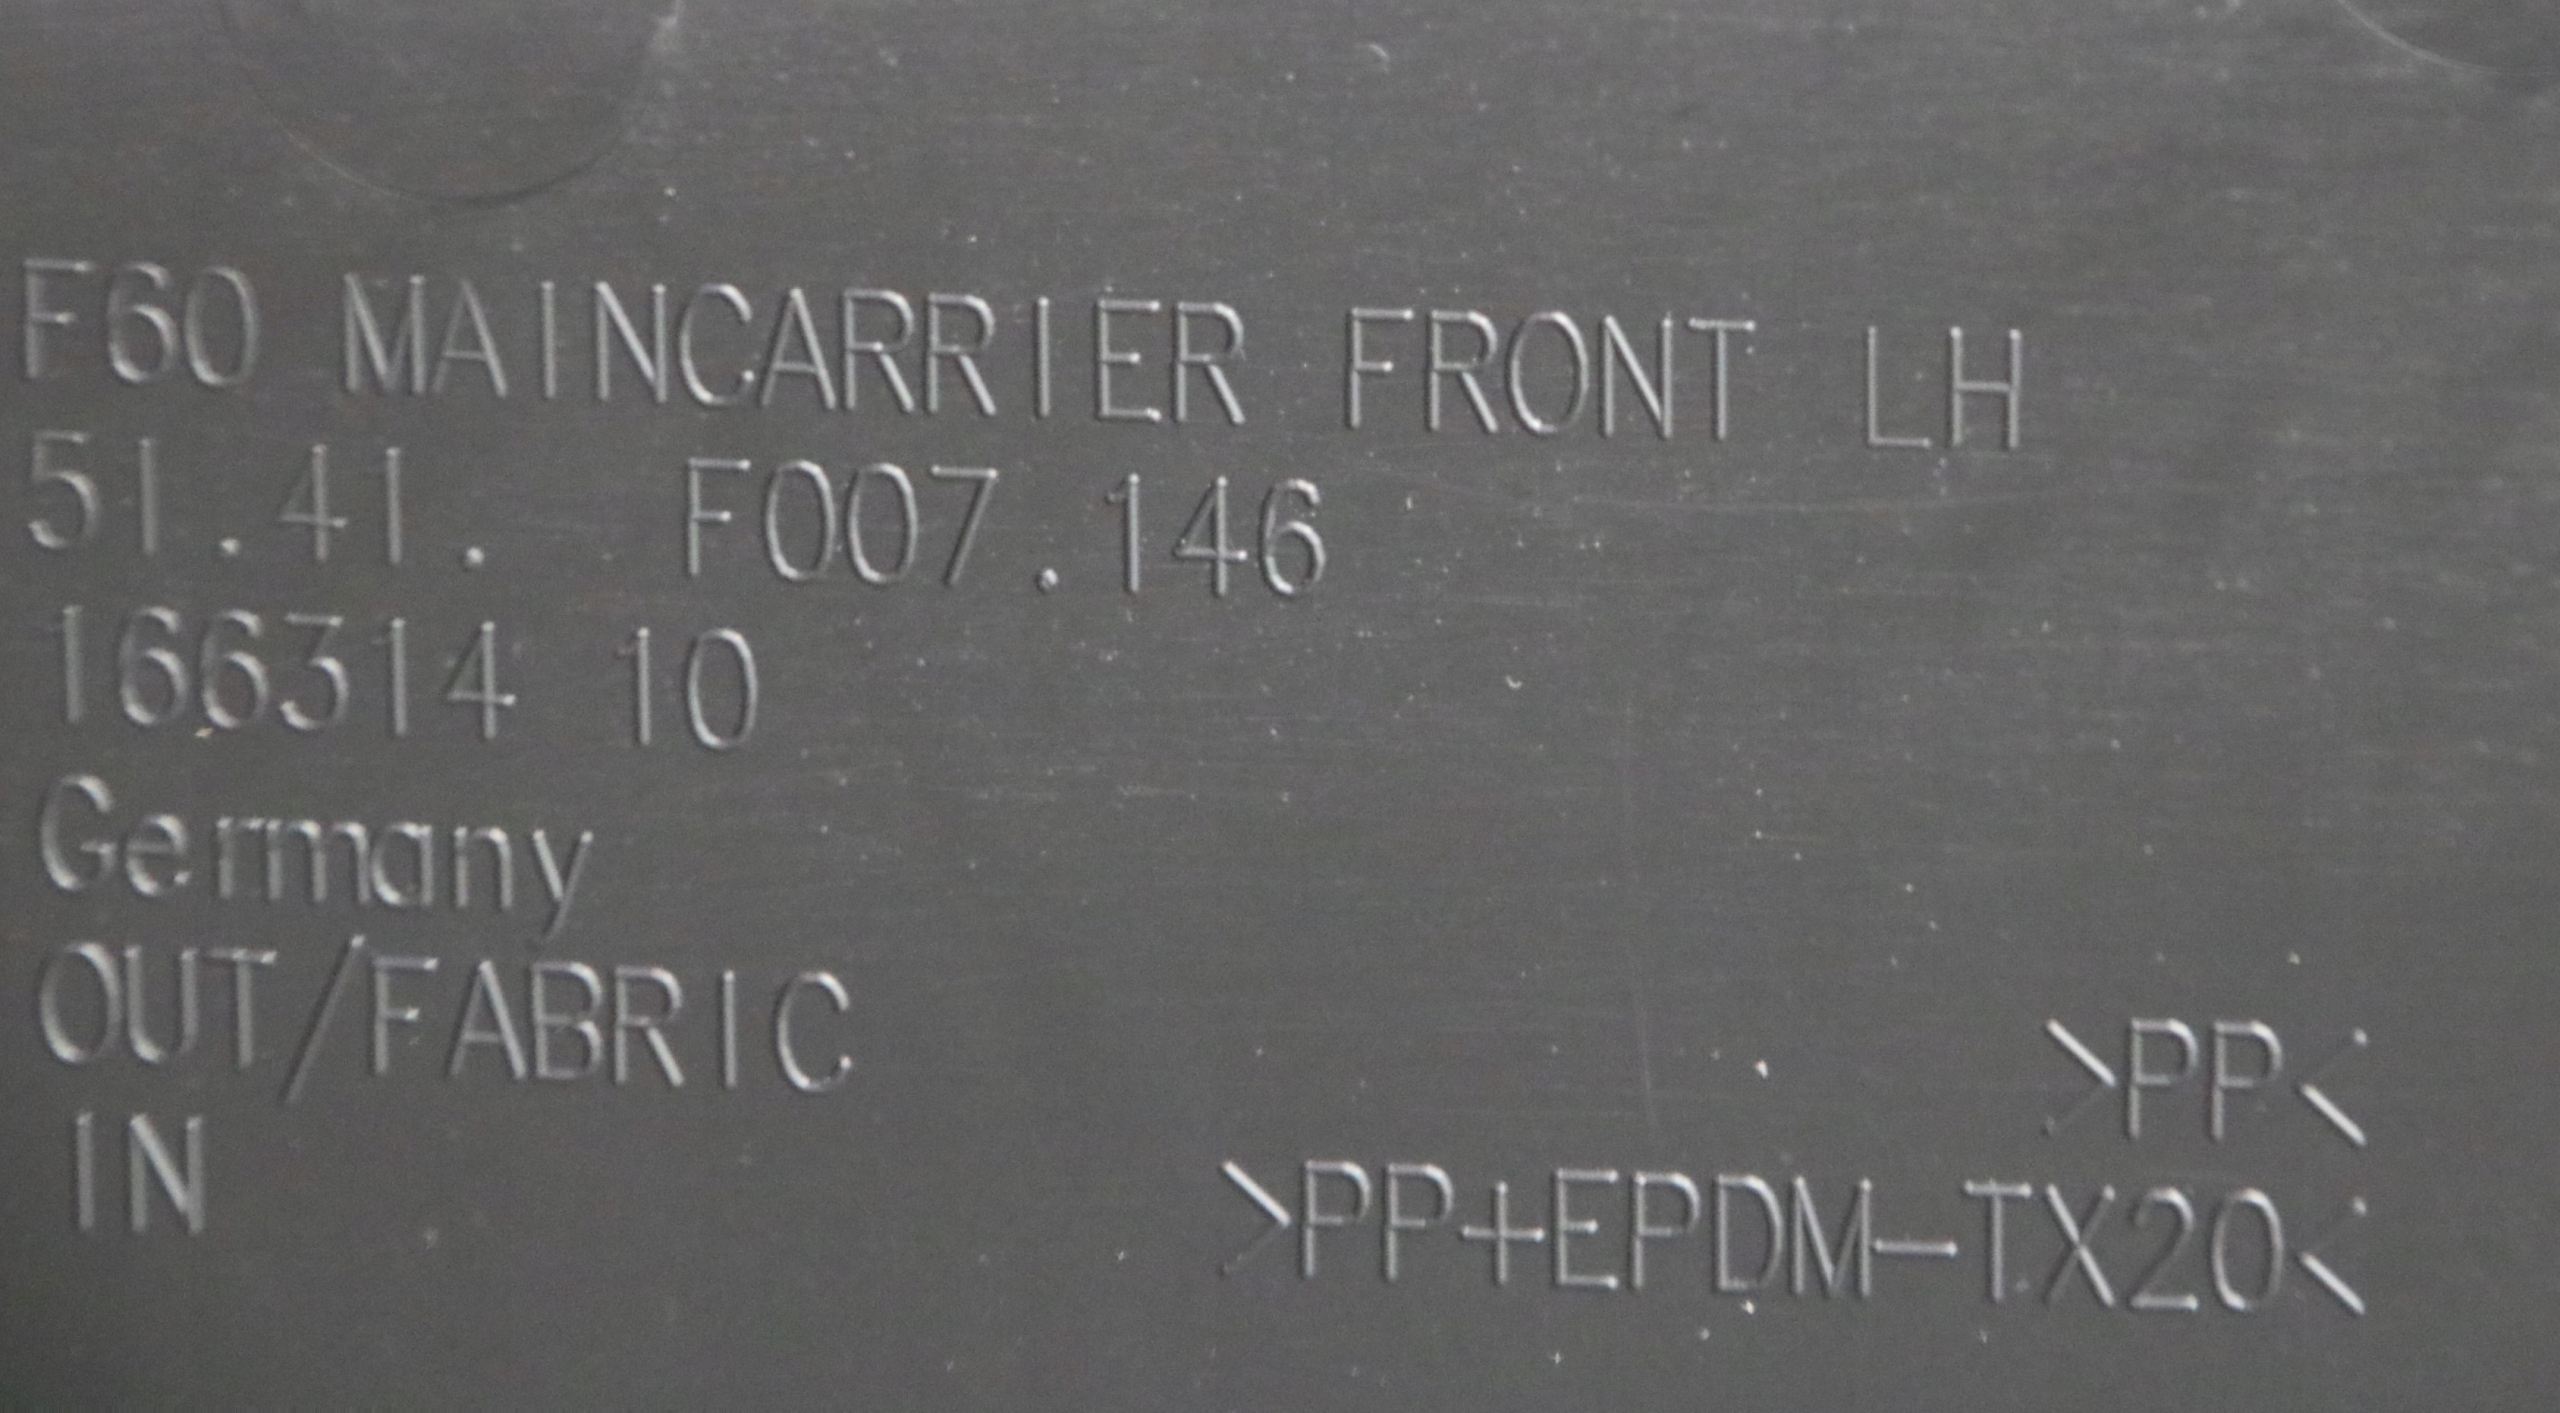 F60 MAINCARRIER FRONT LH
51.41. F007.146
166314 10
Germany
OUT/FABRIC
>PP<
IN
>PP+EPDM-TX20<